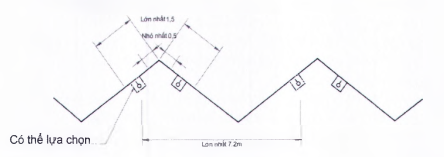 Lớn nhất 1,5
Nhỏ nhất 0,5
Có thể lựa chọn
Lớn nhất 7.2m